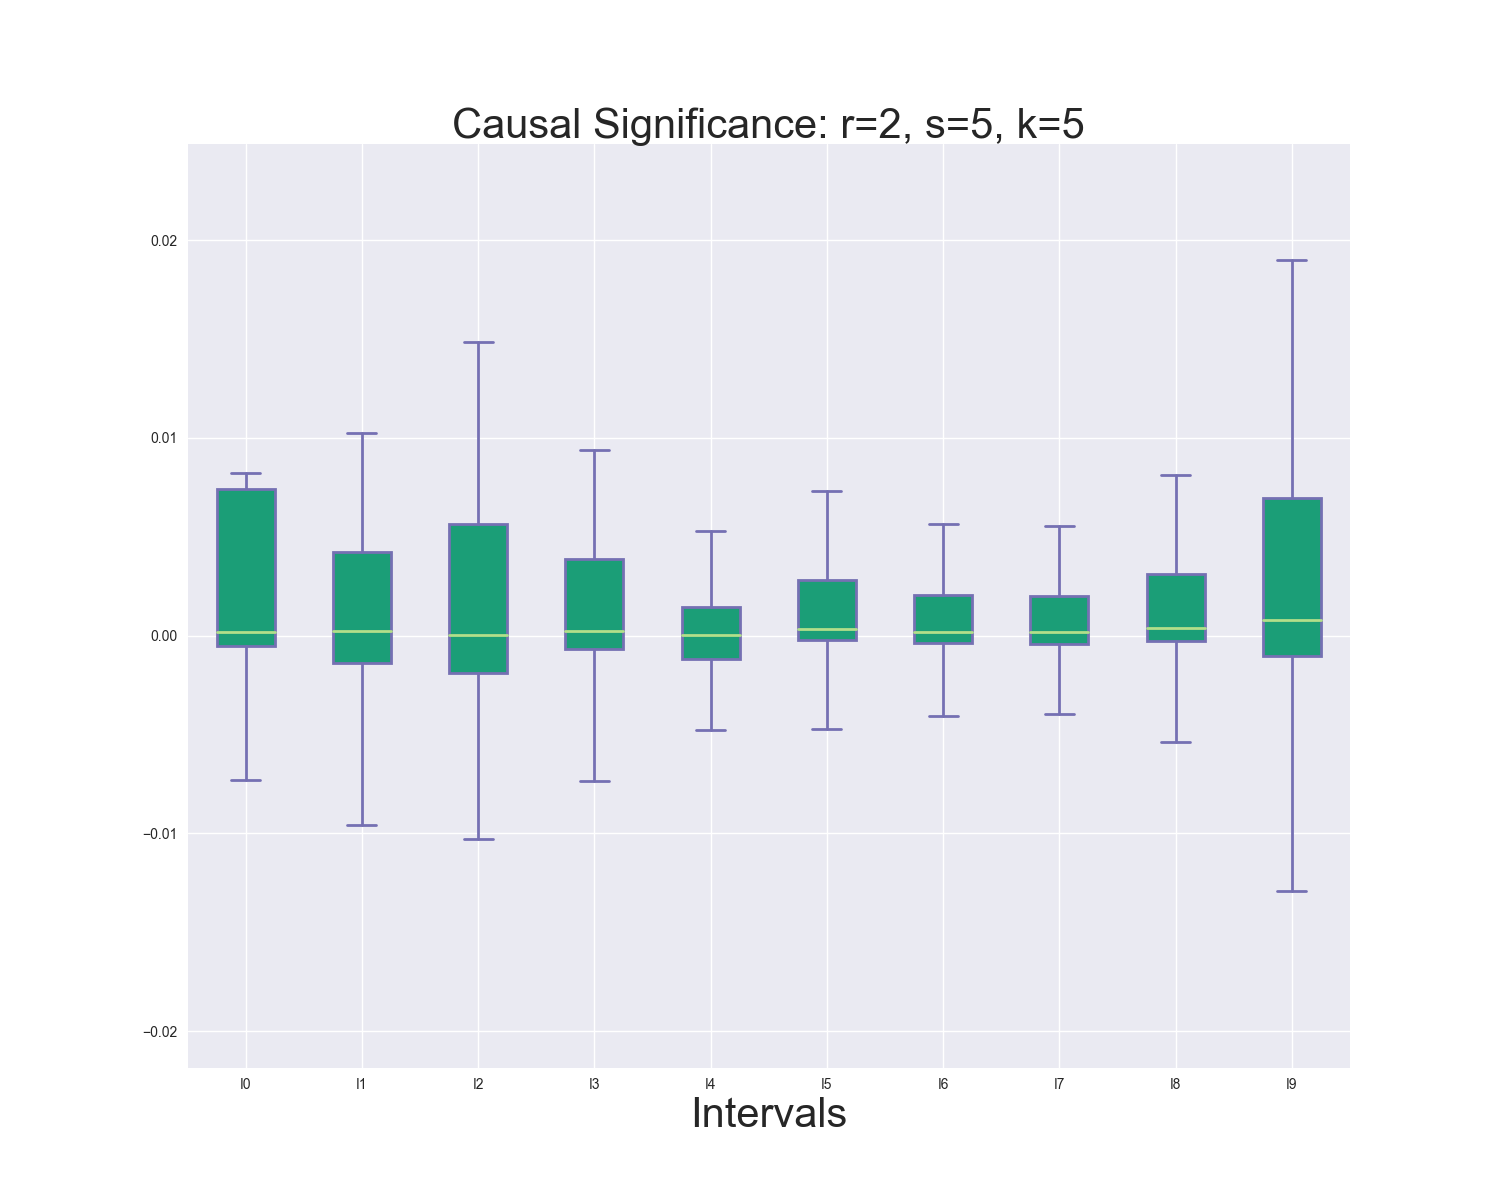 Causal Significance: r=2, s=5, k=5
0.02
0.01
0.00
−0.01
−0.02
I0 I1 I2 I3 I4 I5 I6 I7 I8 I9
Intervals